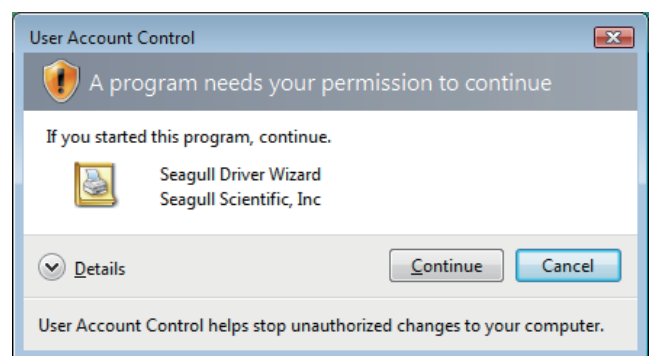 User Account Control
A program needs your permission to continue
If you started this program, continue.
Seagull Driver Wizard
Seagull Scientific, Inc
Details
Continue
Cancel
User Account Control helps stop unauthorized changes to your computer.